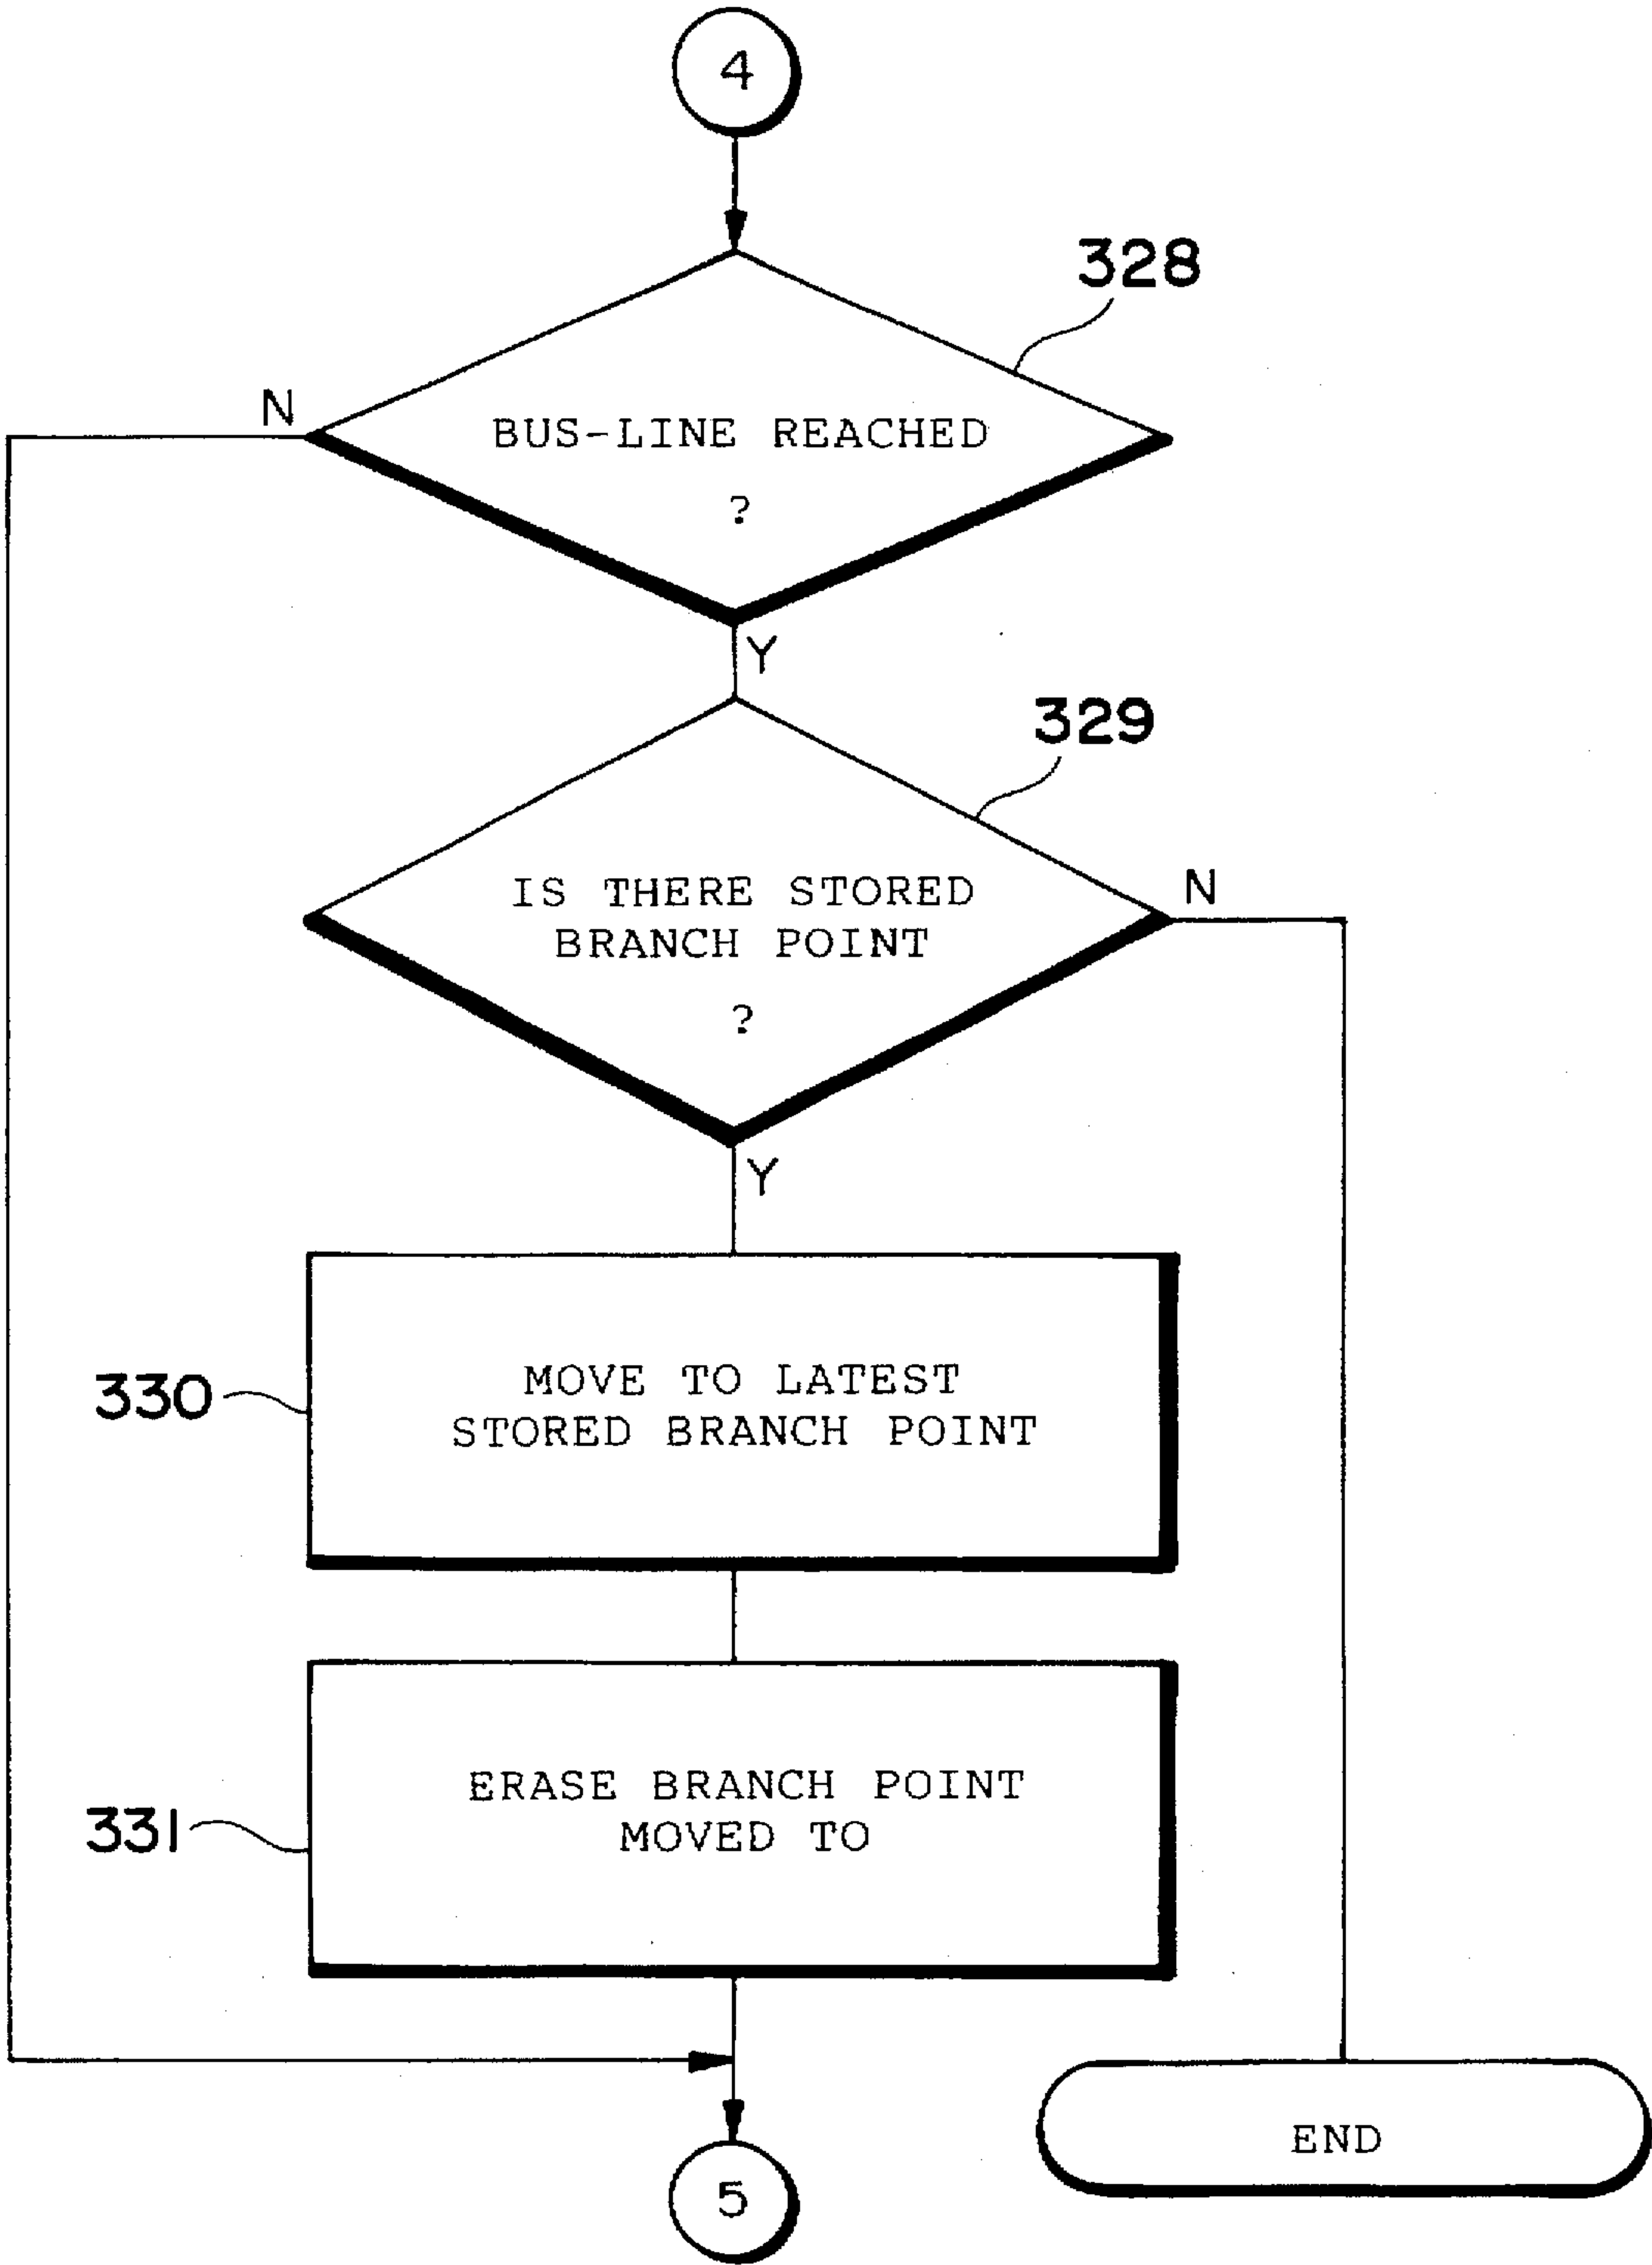 4
328
N
BUS-LINE REACHED
?
Y
329
N
IS THERE STORED
BRANCH POINT
?
Y
330
MOVE TO LATEST
STORED BRANCH POINT
331
ERASE BRANCH POINT
MOVED TO
END
5